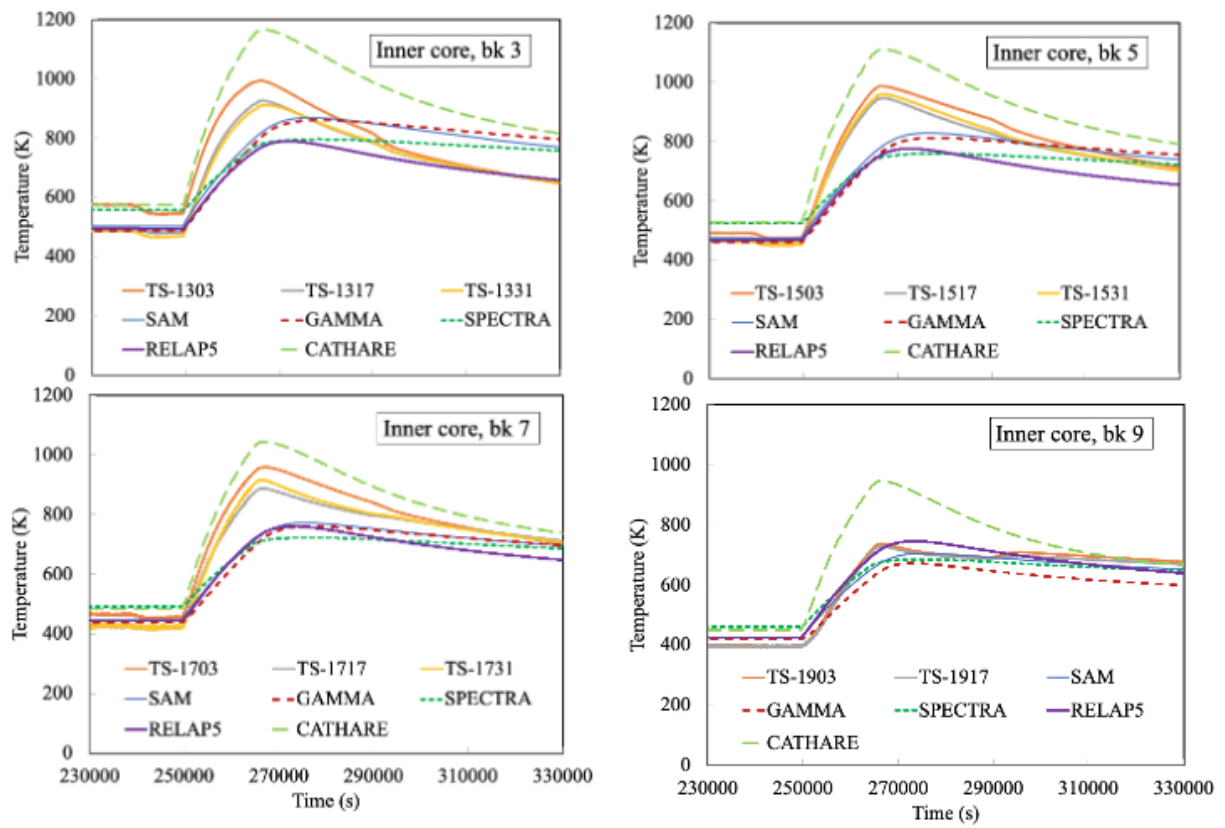 1200
1000
800
600
400
200
0
Temperature (K)
Inner core, bk 3
TS-1303 TS-1317 TS-1331
SAM GAMMA SPECTRA
RELAP5 CATHARE
1200
1000
800
600
400
200
0
Temperature (K)
Inner core, bk 5
TS-1503 TS-1517 TS-1531
SAM GAMMA SPECTRA
RELAP5 CATHARE
1200
1000
800
600
400
200
0
Temperature (K)
Inner core, bk 7
TS-1703 TS-1717 TS-1731
SAM GAMMA SPECTRA
RELAP5 CATHARE
230000 250000 270000 290000 310000 330000
Time (s)
1200
1000
800
600
400
200
0
Temperature (K)
Inner core, bk 9
TS-1903 TS-1917 SAM
GAMMA SPECTRA RELAP5
CATHARE
230000 250000 270000 290000 310000 330000
Time (s)